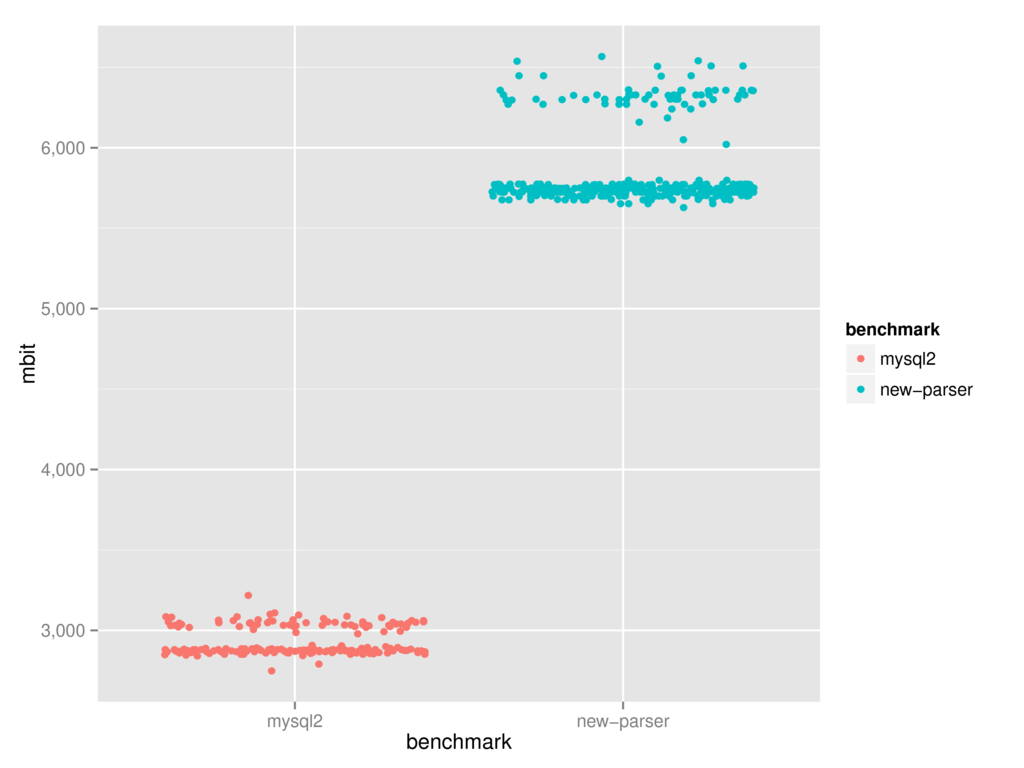 6,000
5,000
4,000
3,000
mbit
mysql2
new−parser
benchmark
benchmark
mysql2
new−parser